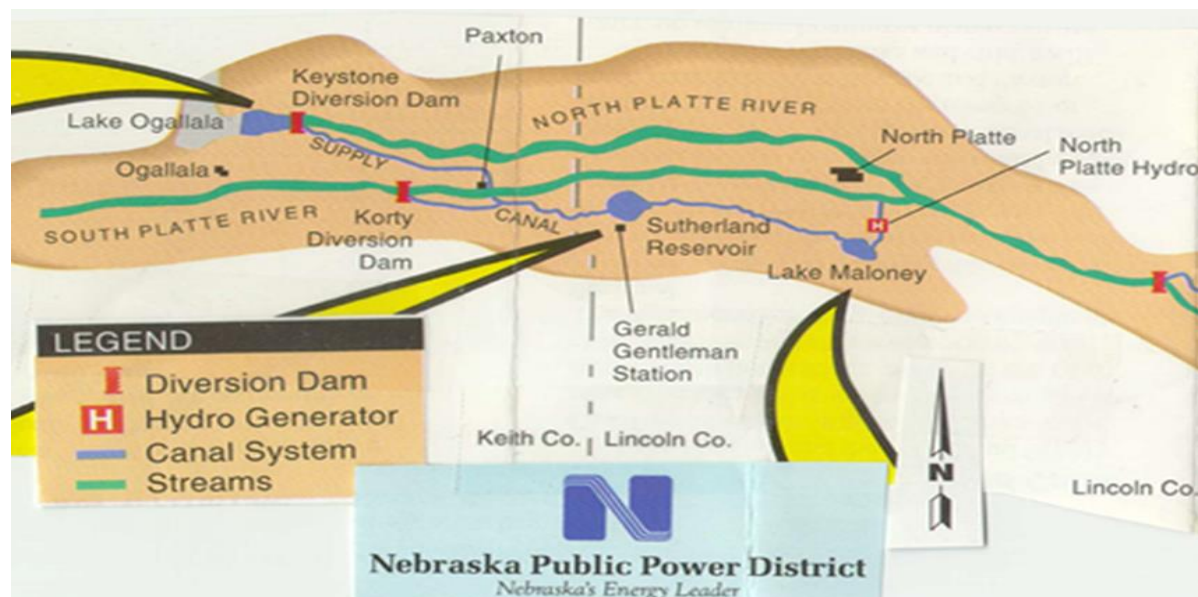 Paxton
Keystone
Diversion Dam
NORTH PLATTE RIVER
Lake Ogallala
SUPPLY
North Platte
North
Platte Hydro
Ogallala
H
SOUTH PLATTE RIVER
Korty
Diversion
Dam
CANAL
Sutherland
Reservoir
Lake Maloney
Gerald
Gentleman
Station
LEGEND
Diversion Dam
H Hydro Generator
Canal System
Streams
Keith Co.
Lincoln Co.
N
Lincoln Co.
N
Nebraska Public Power District
Nebraska's Energy Leader